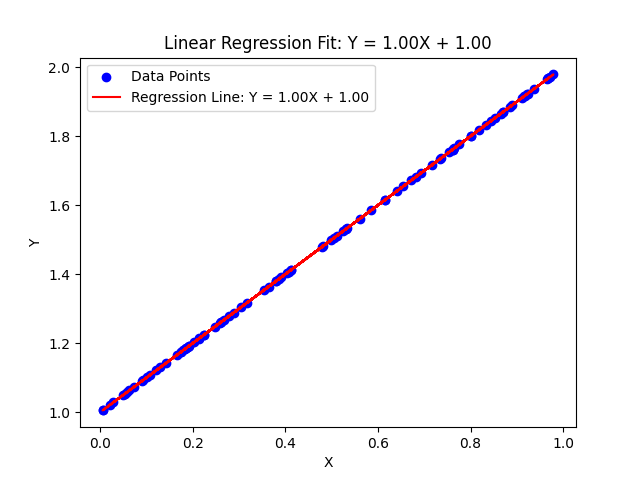 Linear Regression Fit: Y = 1.00X + 1.00
Data Points
Regression Line: Y = 1.00X + 1.00
2.0
1.8
1.6
1.4
1.2
1.0
Y
0.0 0.2 0.4 0.6 0.8 1.0
X